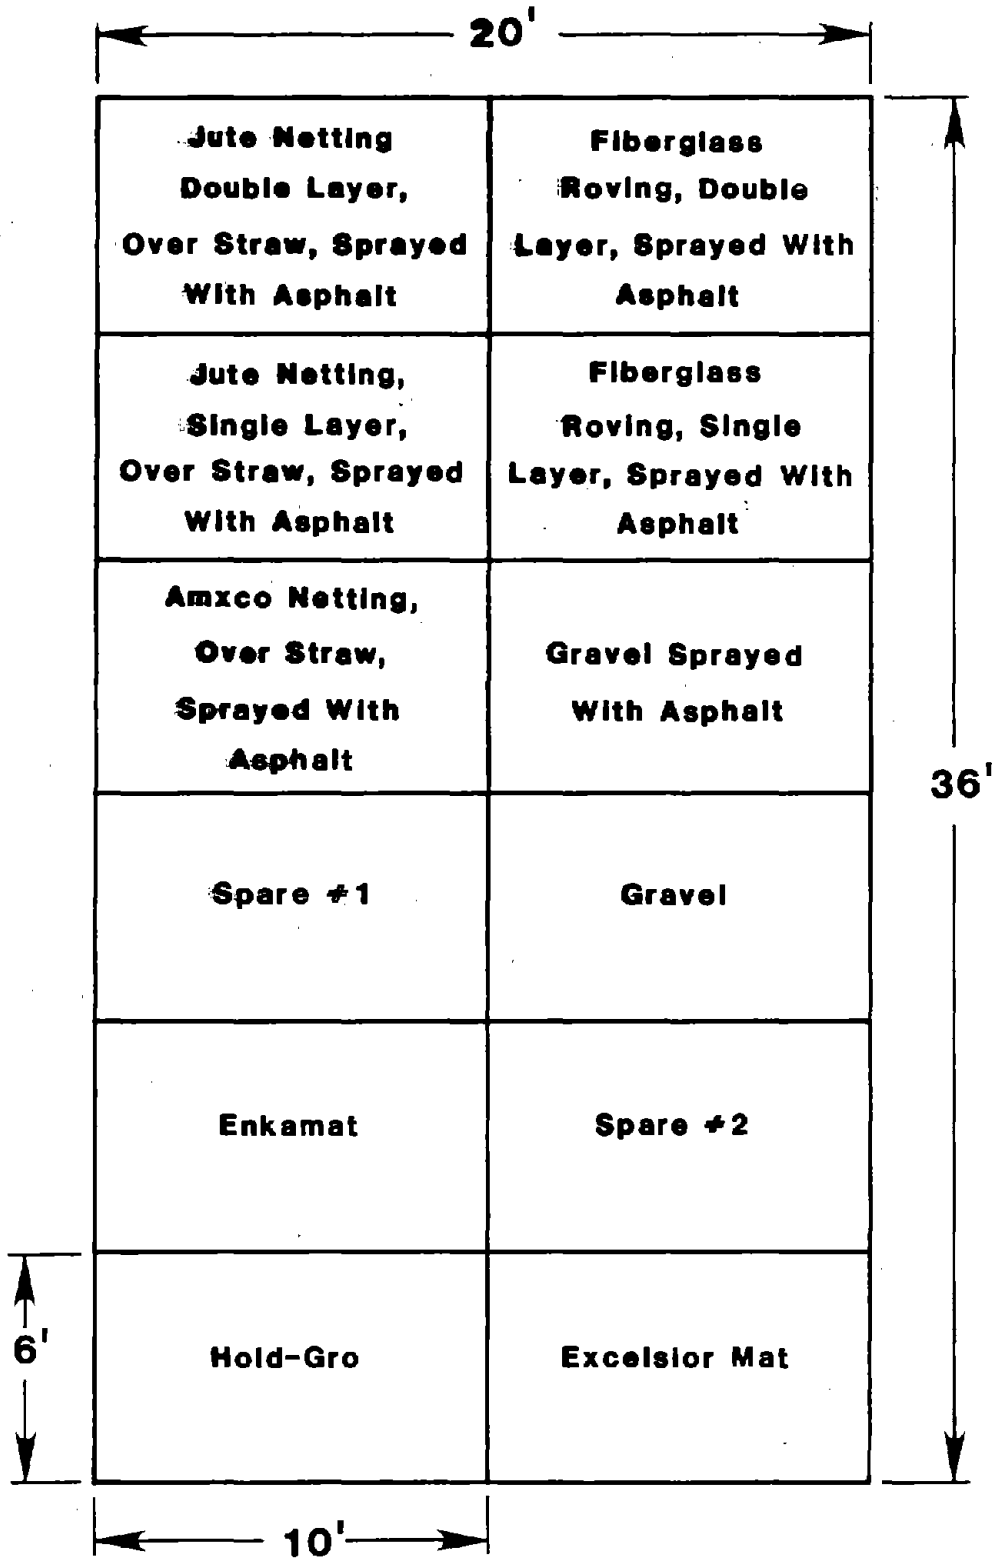 20'
Jute Netting
Double Layer,
Over Straw, Sprayed
With Asphalt
Fiberglass
Roving, Double
Layer, Sprayed With
Asphalt
Jute Netting,
Single Layer,
Over Straw, Sprayed
With Asphalt
Fiberglass
Roving, Single
Layer, Sprayed With
Asphalt
Amxco Netting,
Over Straw,
Sprayed With
Asphalt
Gravel Sprayed
With Asphalt
36'
Spare #1
Gravel
Enkamat
Spare #2
6'
Hold-Gro
Excelsior Mat
10'